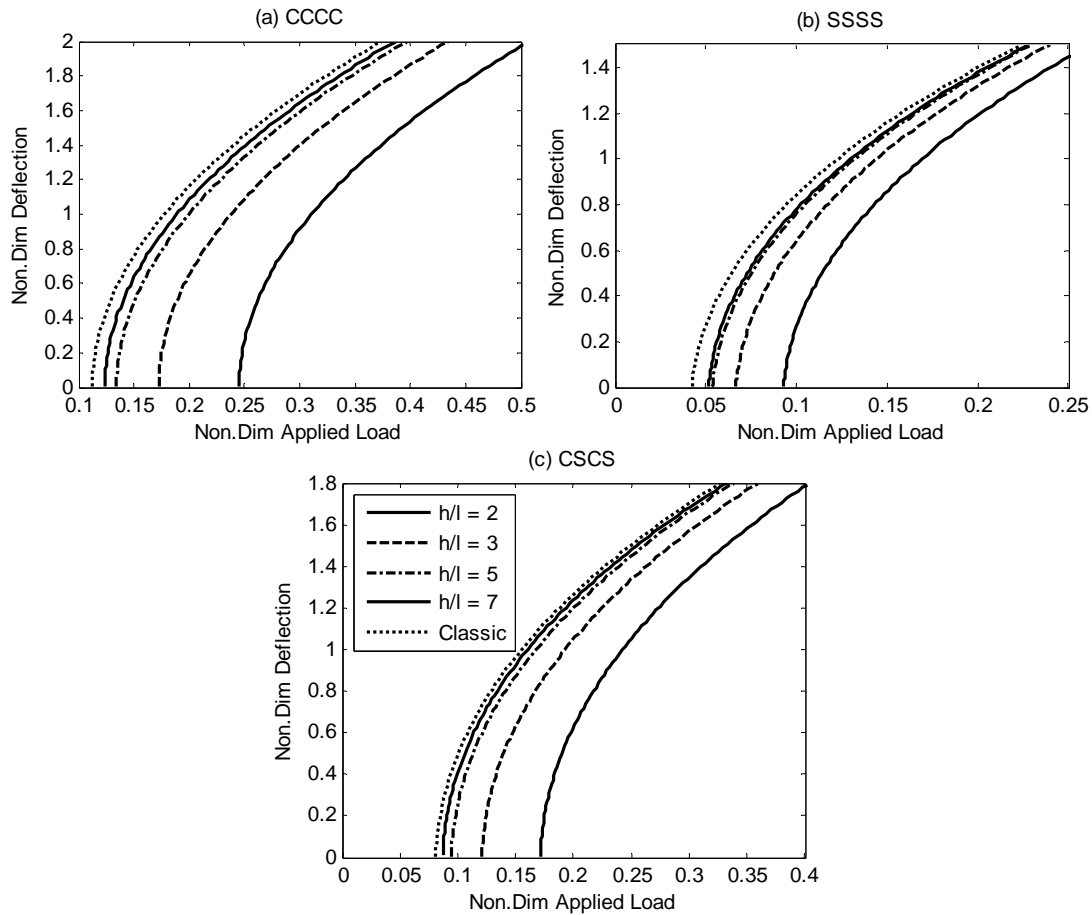 (a) CCCC
2
1.8
1.6
1.4
1.2
1
0.8
0.6
0.4
0.2
0
Non.Dim Deflection
0.1 0.15 0.2 0.25 0.3 0.35 0.4 0.45 0.5
Non.Dim Applied Load
(b) SSSS
1.4
1.2
1
0.8
0.6
0.4
0.2
0
Non.Dim Deflection
0 0.05 0.1 0.15 0.2 0.25
Non.Dim Applied Load
(c) CSCS
1.8
1.6
1.4
1.2
1
0.8
0.6
0.4
0.2
0
Non.Dim Deflection
h/l = 2
h/l = 3
h/l = 5
h/l = 7
Classic
0 0.05 0.1 0.15 0.2 0.25 0.3 0.35 0.4
Non.Dim Applied Load